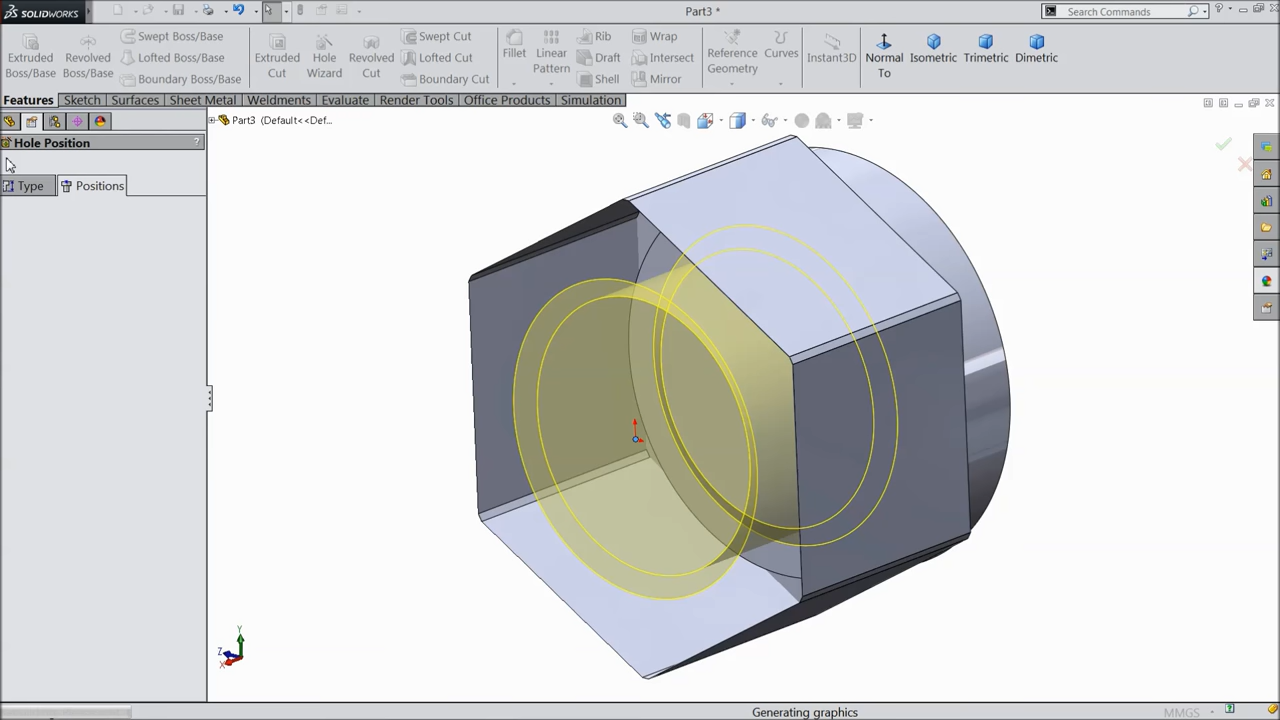 SOLIDWORKS
Part3 *
Search Commands
Extruded Boss/Base
Revolved Boss/Base
Swept Boss/Base
Lofted Boss/Base
Boundary Boss/Base
Extruded Cut
Hole Wizard
Revolved Cut
Swept Cut
Lofted Cut
Boundary Cut
Fillet
Linear Pattern
Rib
Draft
Shell
Wrap
Intersect
Mirror
Reference Geometry
Curves
Instant3D
Normal To
Isometric
Trimetric
Dimetric
Features
Sketch
Surfaces
Sheet Metal
Weldments
Evaluate
Render Tools
Office Products
Simulation
Part3 (Default<<Def...
Hole Position
?
Type
Positions
Y
Z
X
Generating graphics
MMGS